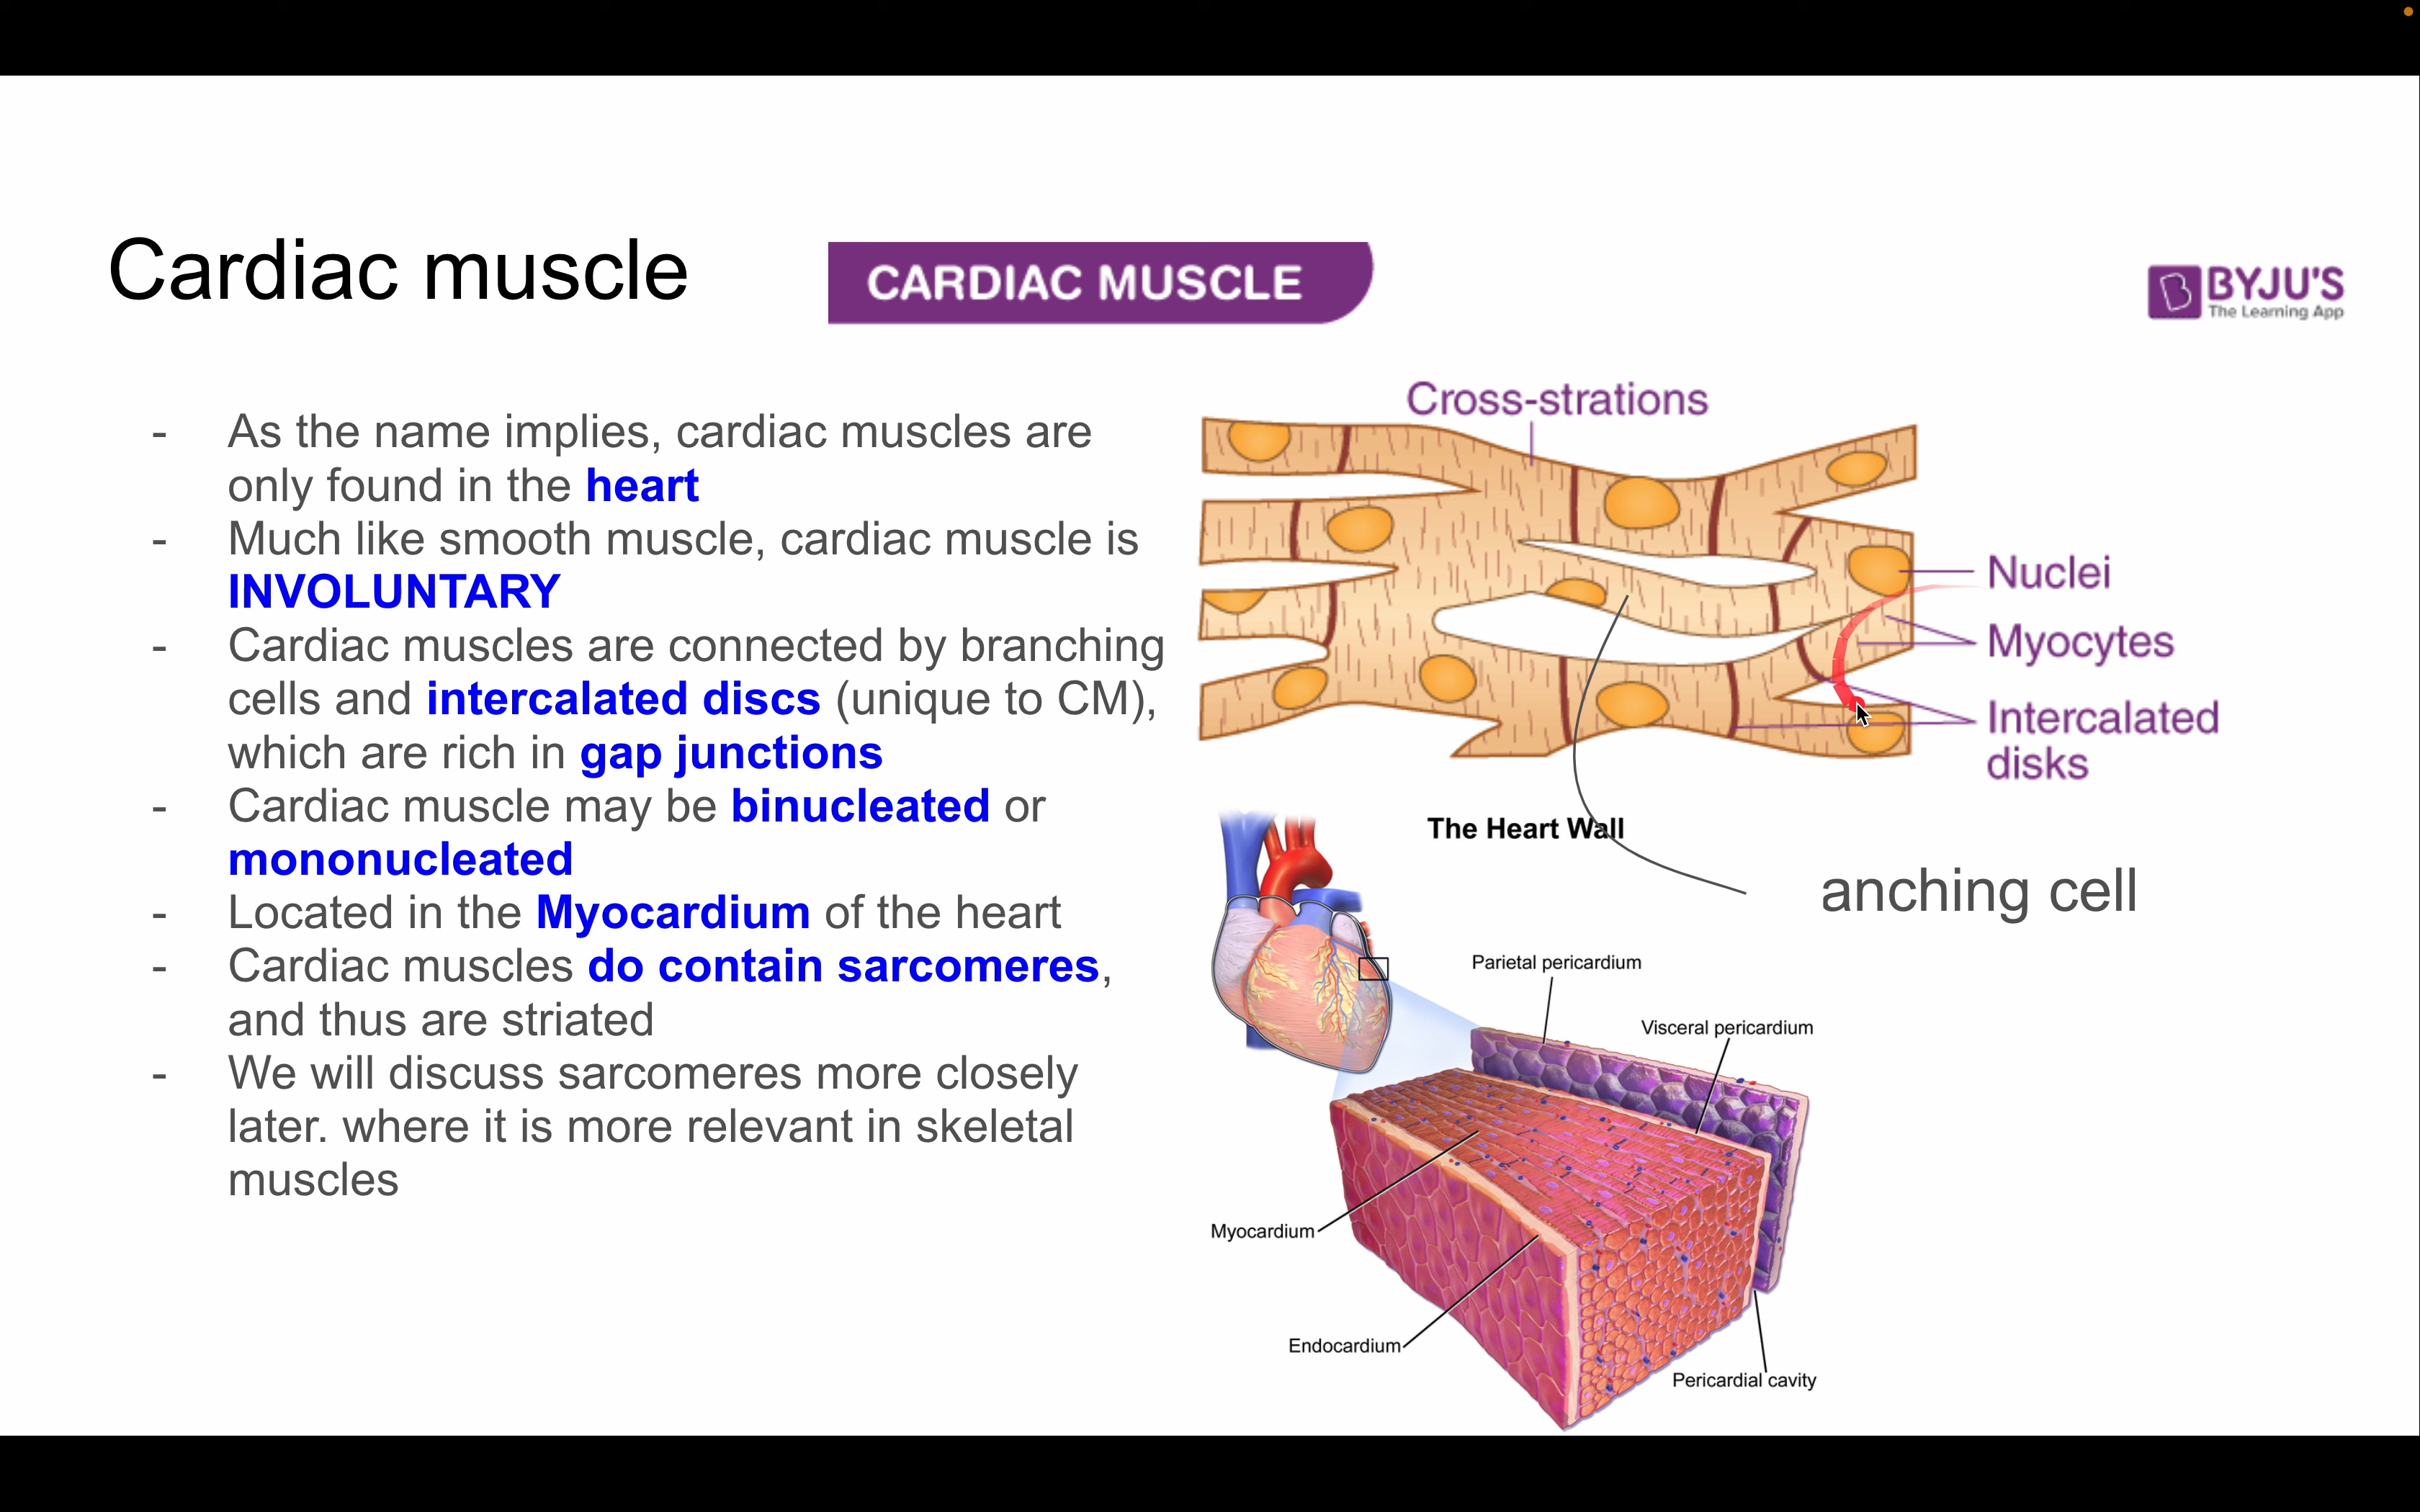 Cardiac muscle
CARDIAC MUSCLE
BYJU'S
The Learning App
- As the name implies, cardiac muscles are
only found in the heart
- Much like smooth muscle, cardiac muscle is
INVOLUNTARY
- Cardiac muscles are connected by branching
cells and intercalated discs (unique to CM),
which are rich in gap junctions
- Cardiac muscle may be binucleated or
mononucleated
- Located in the Myocardium of the heart
- Cardiac muscles do contain sarcomeres,
and thus are striated
- We will discuss sarcomeres more closely
later. where it is more relevant in skeletal
muscles
Cross-strations
Nuclei
Myocytes
Intercalated
disks
The Heart Wall
anching cell
Parietal pericardium
Visceral pericardium
Myocardium
Endocardium
Pericardial cavity